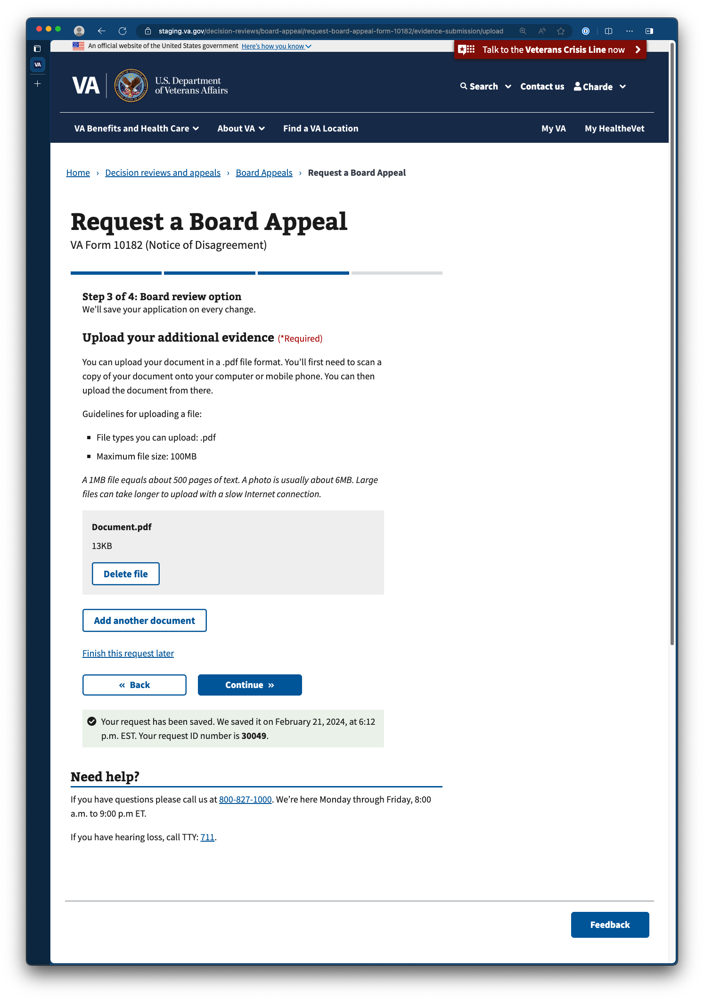 staging.va.gov/decision-reviews/board-appeal/request-board-appeal-form-10182/evidence-submission/upload
VA
An official website of the United States government Here's how you know
Talk to the Veterans Crisis Line now
VA
U.S. Department
of Veterans Affairs
Search Contact us Charde
VA Benefits and Health Care About VA Find a VA Location My VA My HealtheVet
Home › Decision reviews and appeals › Board Appeals › Request a Board Appeal
Request a Board Appeal
VA Form 10182 (Notice of Disagreement)
Step 3 of 4: Board review option
We’ll save your application on every change.
Upload your additional evidence (*Required)
You can upload your document in a .pdf file format. You’ll first need to scan a
copy of your document onto your computer or mobile phone. You can then
upload the document from there.
Guidelines for uploading a file:
File types you can upload: .pdf
Maximum file size: 100MB
A 1MB file equals about 500 pages of text. A photo is usually about 6MB. Large
files can take longer to upload with a slow Internet connection.
Document.pdf
13KB
Delete file
Add another document
Finish this request later
« Back Continue »
Your request has been saved. We saved it on February 21, 2024, at 6:12
p.m. EST. Your request ID number is 30049.
Need help?
If you have questions please call us at 800-827-1000. We’re here Monday through Friday, 8:00
a.m. to 9:00 p.m ET.
If you have hearing loss, call TTY: 711.
Feedback